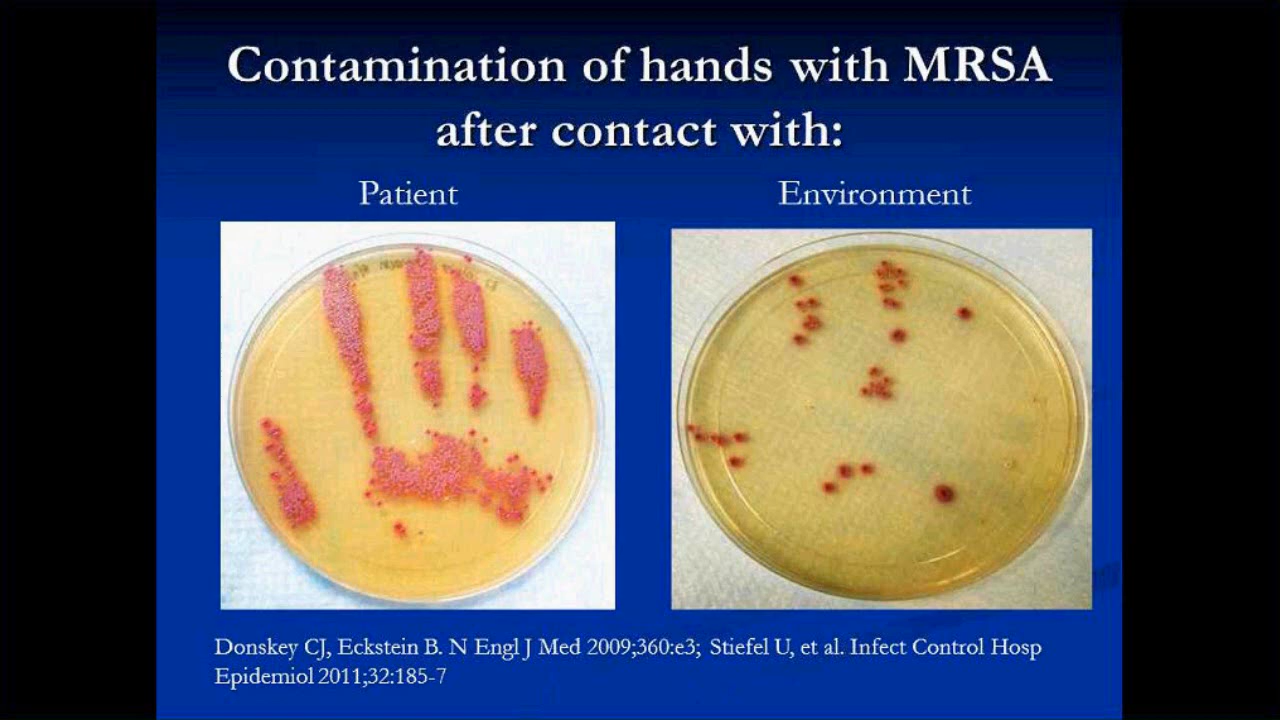 Contamination of hands with MRSA
after contact with:
Patient
Environment
Donskey CJ, Eckstein B. N Engl J Med 2009;360:e3; Stiefel U, et al. Infect Control Hosp
Epidemiol 2011;32:185-7